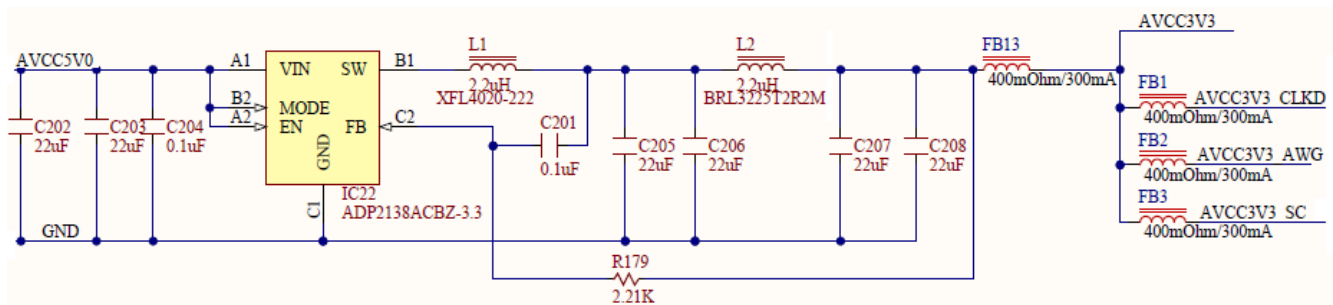 AVCC5V0
A1
VIN
SW
B1
B2
MODE
A2
EN
FB
C2
GND
C1
IC22
ADP2138ACBZ-3.3
C202
22uF
C203
22uF
C204
0.1uF
GND
L1
2.2uH
XFL4020-222
C201
0.1uF
C205
22uF
C206
22uF
L2
2.2uH
BRL3225T2R2M
C207
22uF
C208
22uF
R179
2.21K
FB13
400mOhm/300mA
AVCC3V3
FB1
AVCC3V3_CLKD
400mOhm/300mA
FB2
AVCC3V3_AWG
400mOhm/300mA
FB3
AVCC3V3_SC
400mOhm/300mA